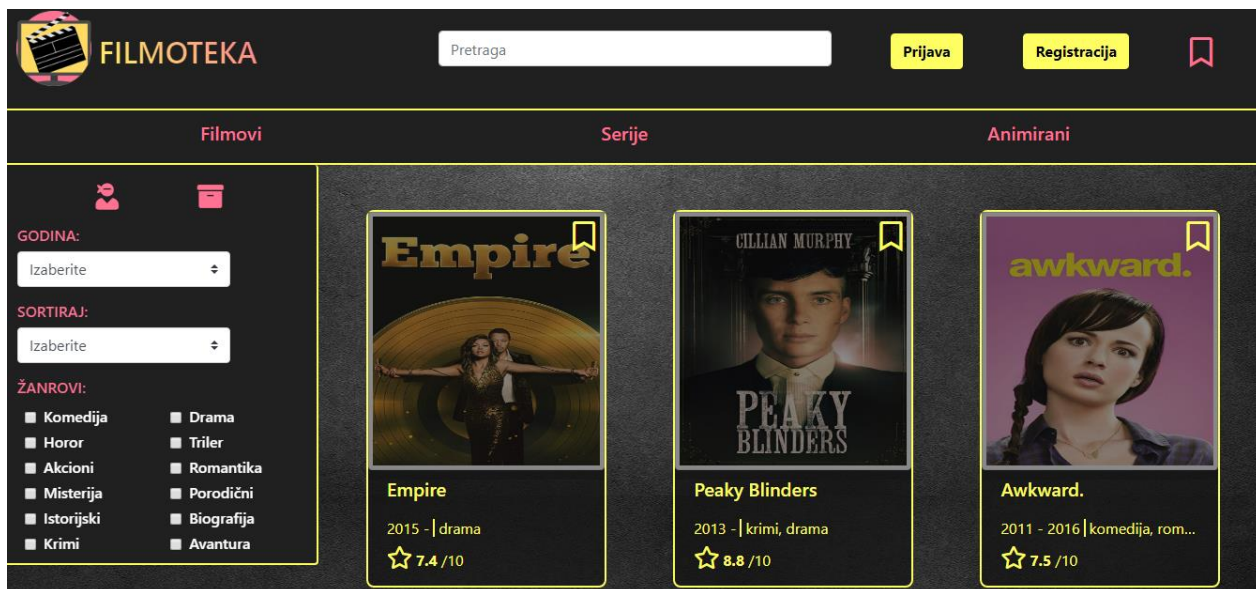 FILMOTEKA
Pretraga
Prijava
Registracija
Filmovi
Serije
Animirani
GODINA:
Izaberite
SORTIRAJ:
Izaberite
ŽANROVI:
Komedija
Drama
Horor
Triler
Akcioni
Romantika
Misterija
Porodični
Istorijski
Biografija
Krimi
Avantura
Empire
Empire
2015 - | drama
7.4 /10
CILLIAN MURPHY
PEAKY
BLINDERS
Peaky Blinders
2013 - | krimi, drama
8.8 /10
awkward.
Awkward.
2011 - 2016 | komedija, rom...
7.5 /10